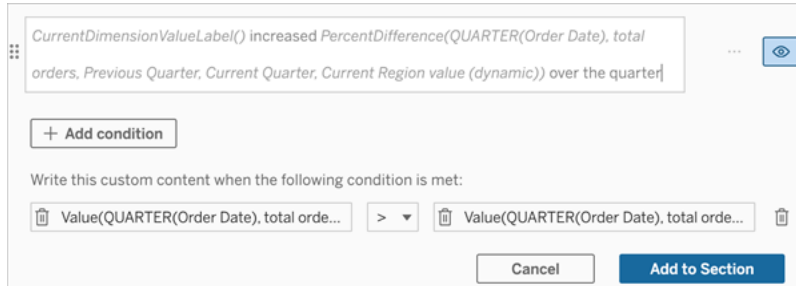 CurrentDimensionValueLabel() increased PercentDifference(QUARTER(Order Date), total
orders, Previous Quarter, Current Quarter, Current Region value (dynamic)) over the quarter
+ Add condition
Write this custom content when the following condition is met:
Value(QUARTER(Order Date), total orde... > Value(QUARTER(Order Date), total orde...
Cancel Add to Section